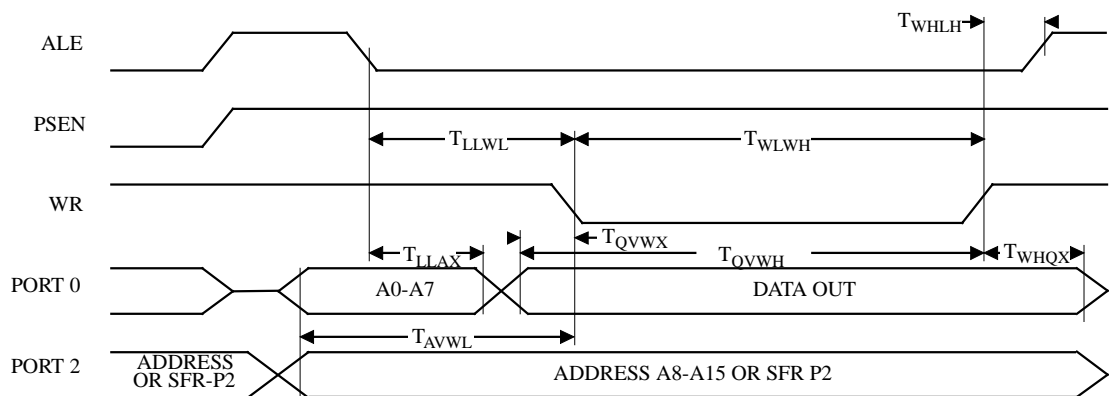 T_WHLH
ALE
PSEN
T_LLWL
T_WLWH
WR
T_QVWX
T_LLAX
T_QVWH
T_WHQX
PORT 0
A0-A7
DATA OUT
T_AVWL
PORT 2
ADDRESS
OR SFR-P2
ADDRESS A8-A15 OR SFR P2